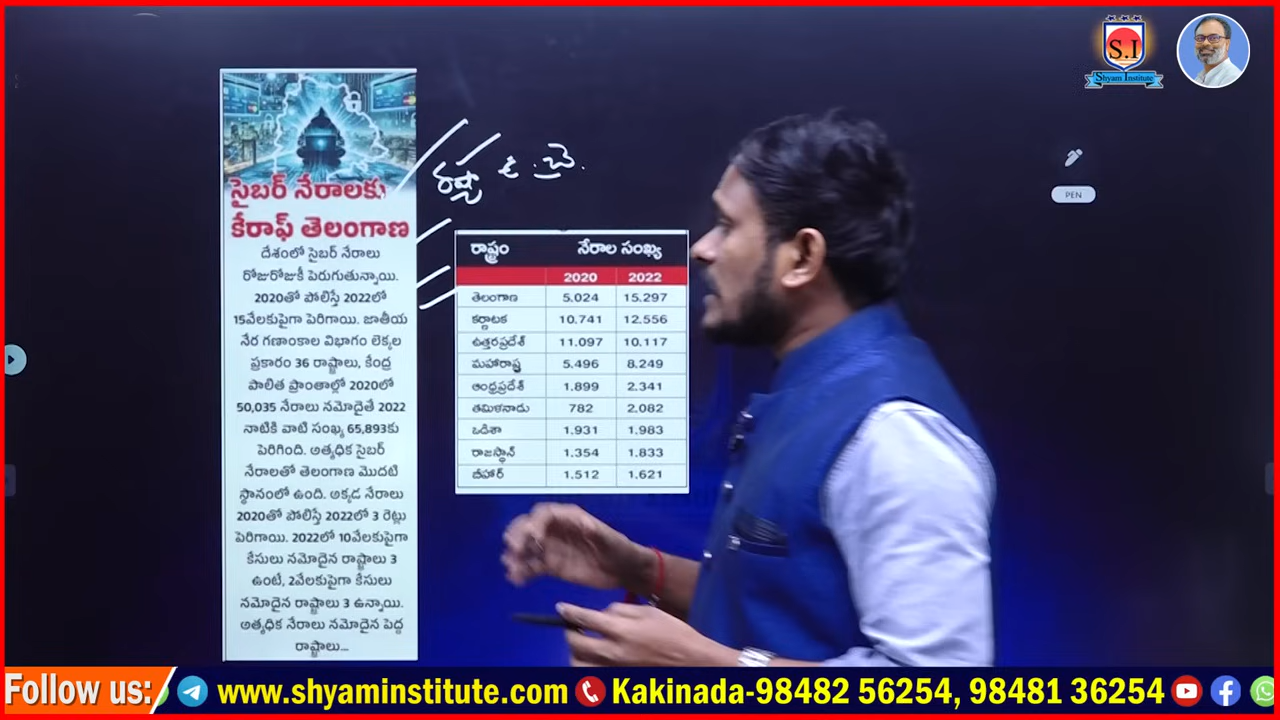 S.I
Shyam Institute
PEN
సైబర్ నేరాలకు
కేరాఫ్ తెలంగాణ
దేశంలో సైబర్ నేరాలు
రోజురోజుకీ పెరుగుతున్నాయి.
2020తో పోలిస్తే 2022లో
15వేలకుపైగా పెరిగాయి. జాతీయ
నేర గణాంకాల విభాగం లెక్కల
ప్రకారం 36 రాష్ట్రాలు, కేంద్ర
పాలిత ప్రాంతాల్లో 2020లో
50,035 నేరాలు నమోదైతే 2022
నాటికి వాటి సంఖ్య 65,893కు
పెరిగింది. అత్యధిక సైబర్
నేరాలతో తెలంగాణ మొదటి
స్థానంలో ఉంది. అక్కడ నేరాలు
2020తో పోలిస్తే 2022లో 3 రెట్లు
పెరిగాయి. 2022లో 10వేలకుపైగా
కేసులు నమోదైన రాష్ట్రాలు 3
ఉంటే, 2వేలకుపైగా కేసులు
నమోదైన రాష్ట్రాలు 3 ఉన్నాయి.
అత్యధిక నేరాలు నమోదైన పెద్ద
రాష్ట్రాలు...
రాష్ట్రం నేరాల సంఖ్య
2020 2022
తెలంగాణ 5.024 15.297
కర్ణాటక 10.741 12.556
ఉత్తరప్రదేశ్ 11.097 10.117
మహారాష్ట్ర 5.496 8.249
ఆంధ్రప్రదేశ్ 1.899 2.341
తమిళనాడు 782 2.082
ఒడిశా 1.931 1.983
రాజస్థాన్ 1.354 1.833
బీహార్ 1.512 1.621
Follow us: www.shyaminstitute.com Kakinada-98482 56254, 98481 36254